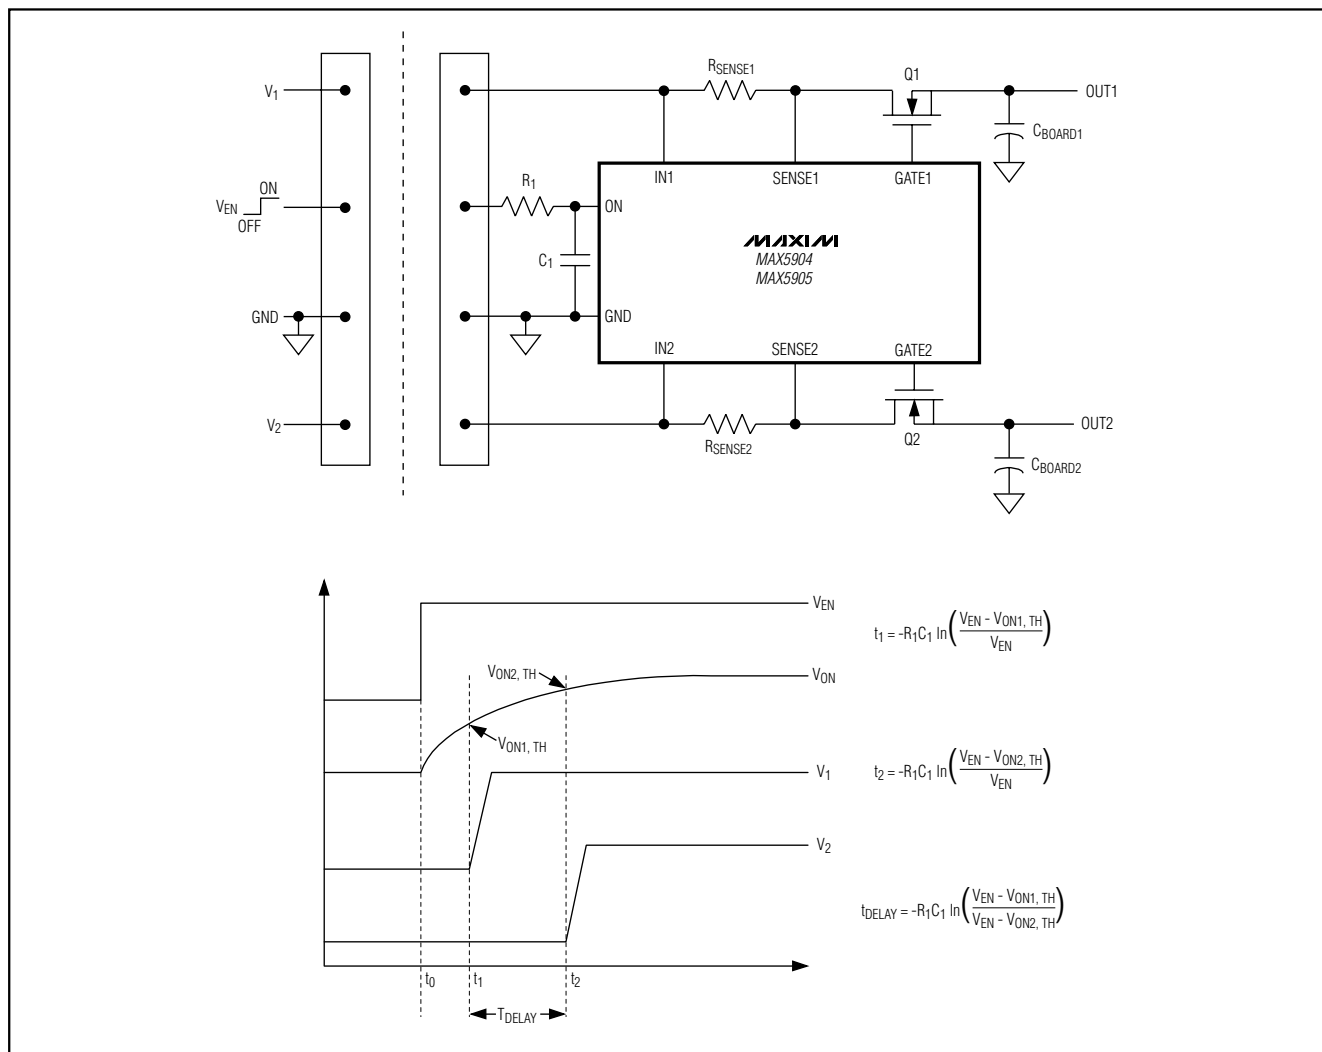 RSENSE1
Q1
V1
OUT1
CBOARD1
IN1
SENSE1
GATE1
R1
ON
VEN
OFF
ON
MAXIM
MAX5904
MAX5905
C1
GND
GND
IN2
SENSE2
GATE2
V2
RSENSE2
Q2
OUT2
CBOARD2
VEN
t1 = -R1C1 ln(VEN - VON1, TH / VEN)
VON2, TH
VON
VON1, TH
V1
t2 = -R1C1 ln(VEN - VON2, TH / VEN)
V2
tDELAY = -R1C1 ln(VEN - VON1, TH / VEN - VON2, TH)
t0
t1
t2
TDELAY